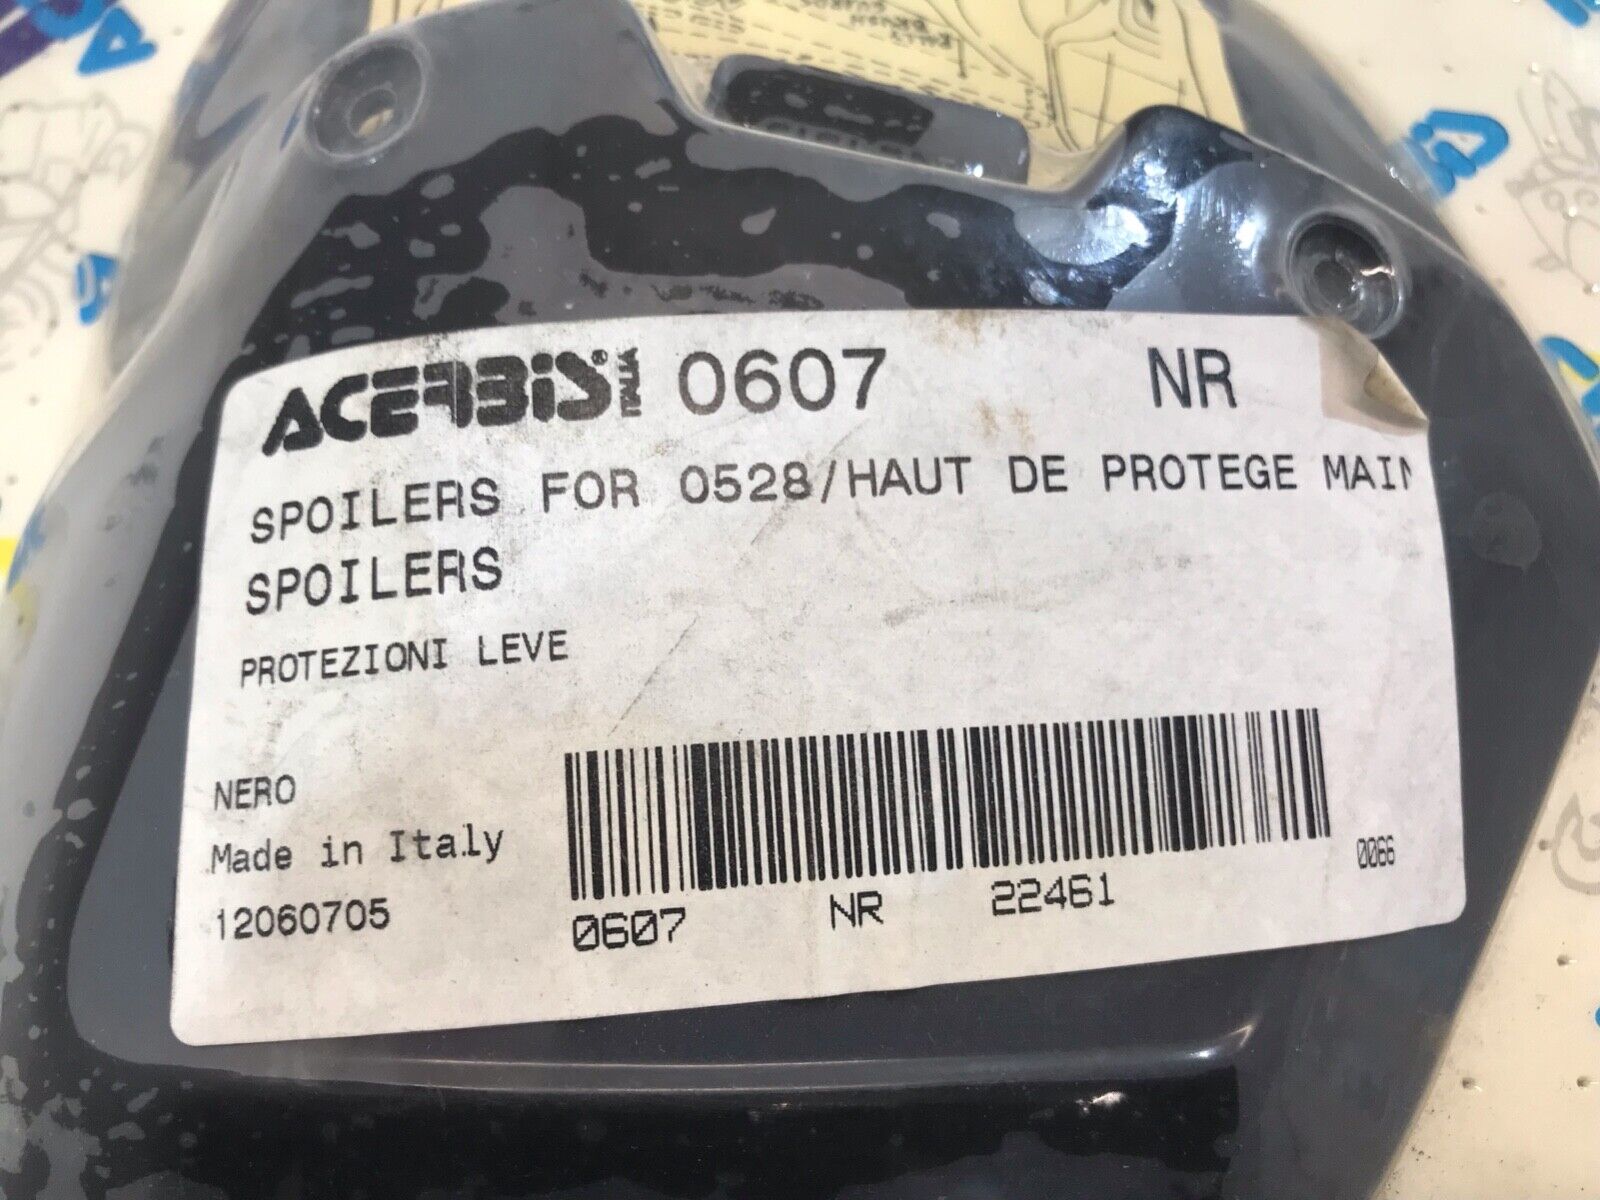 ACERBIS® ITALIA 0607 NR
SPOILERS FOR 0528/HAUT DE PROTEGE MAIN
SPOILERS
PROTEZIONI LEVE
NERO
Made in Italy
12060705
0607 NR 22461
0066